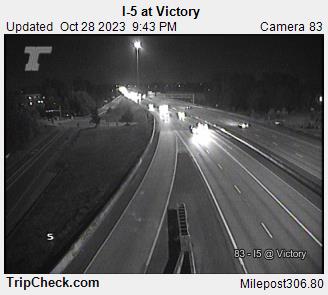 I-5 at Victory
Updated Oct 28 2023 9:43 PM Camera 83
T
S
83 - I5 @ Victory
TripCheck.com Milepost306.80